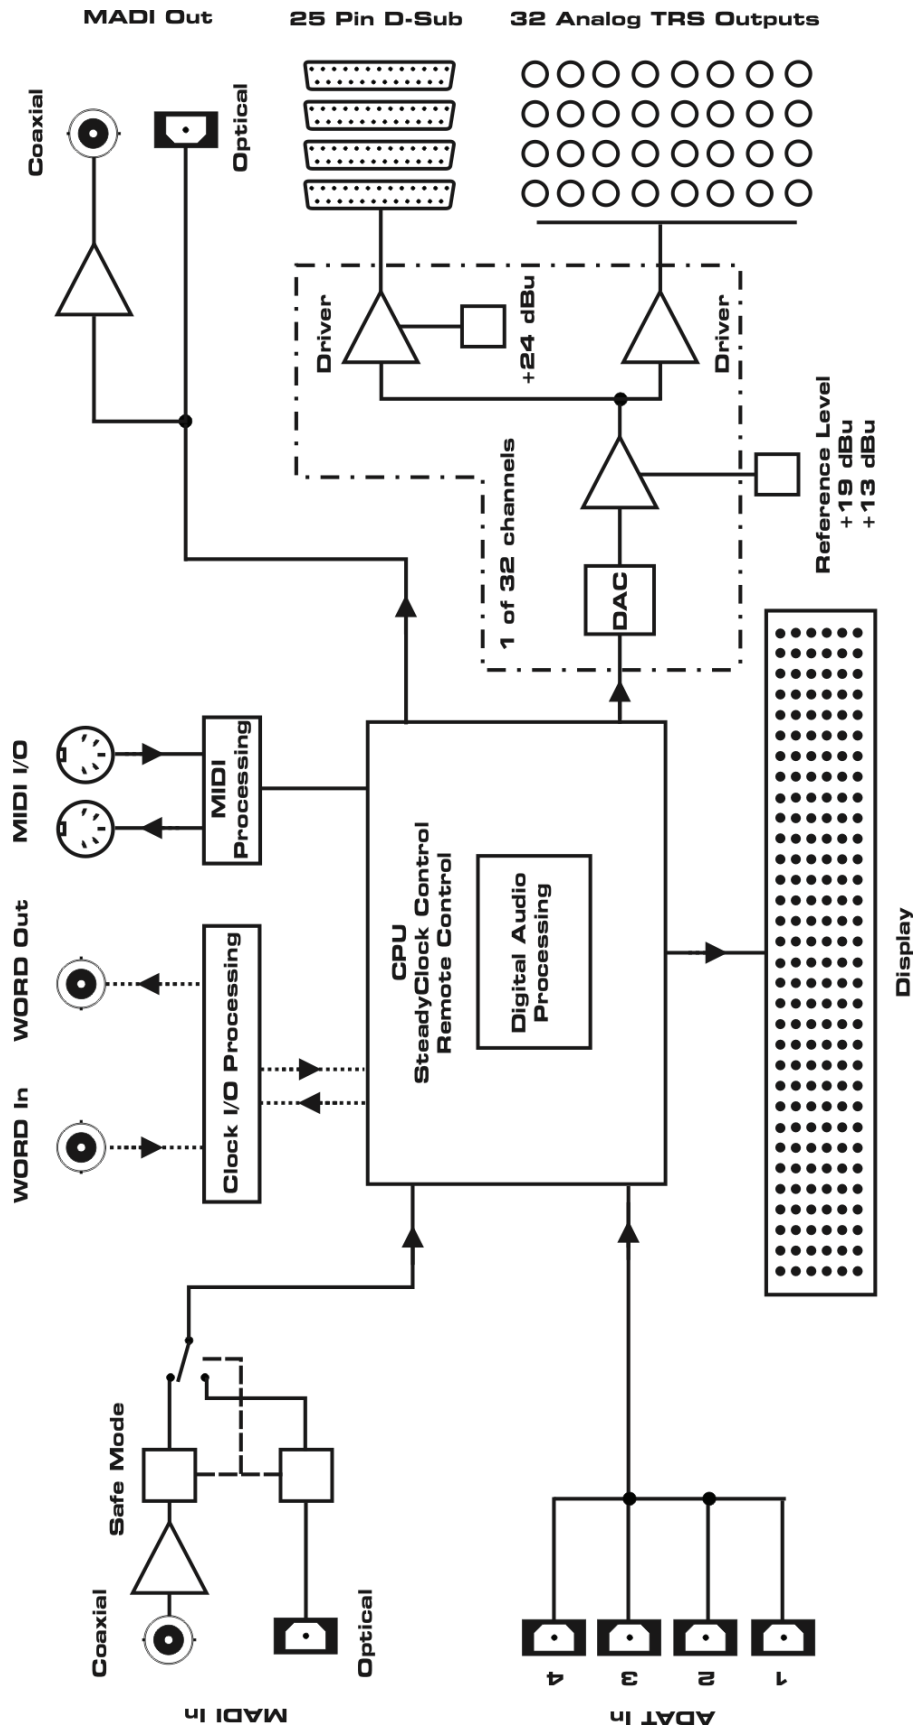 MADI Out
25 Pin D-Sub
32 Analog TRS Outputs
Coaxial
Optical
Driver
+24 dBu
Driver
1 of 32 channels
DAC
Reference Level
+19 dBu
+13 dBu
MIDI I/O
MIDI
Processing
WORD Out
WORD In
Clock I/O Processing
CPU
SteadyClock Control
Remote Control
Digital Audio
Processing
Display
Safe Mode
Coaxial
Optical
MADI In
4
3
2
1
ADAT In